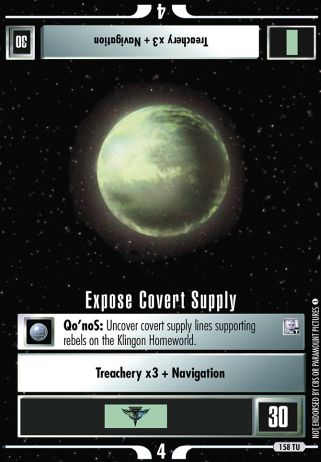 4
Treachery x3 + Navigation
30
Expose Covert Supply
Qo'noS: Uncover covert supply lines supporting
rebels on the Klingon Homeworld.
Treachery x3 + Navigation
30
4
158 TU
NOT ENDORSED BY CBS OR PARAMOUNT PICTURES